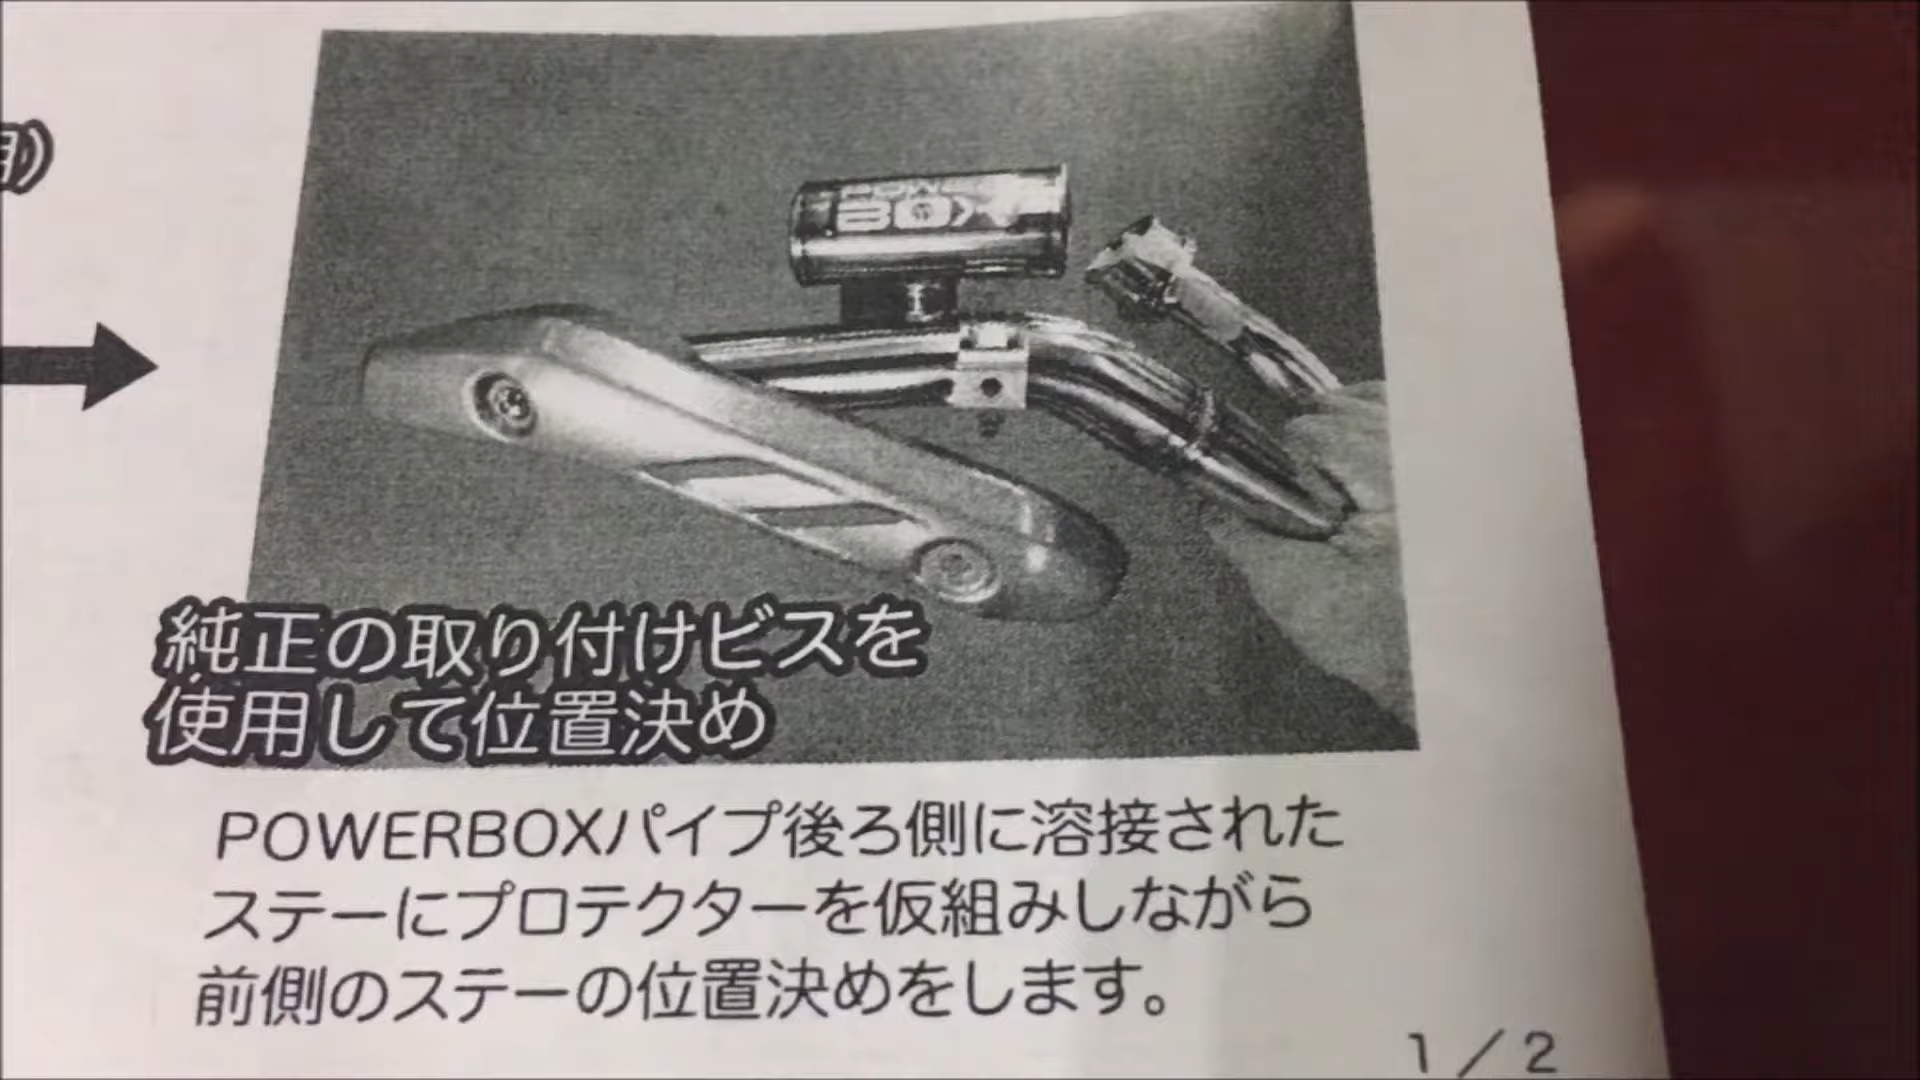 POWER
BOX
純正の取り付けビスを
使用して位置決め
POWERBOXパイプ後ろ側に溶接された
ステーにプロテクターを仮組みしながら
前側のステーの位置決めをします。
1/2